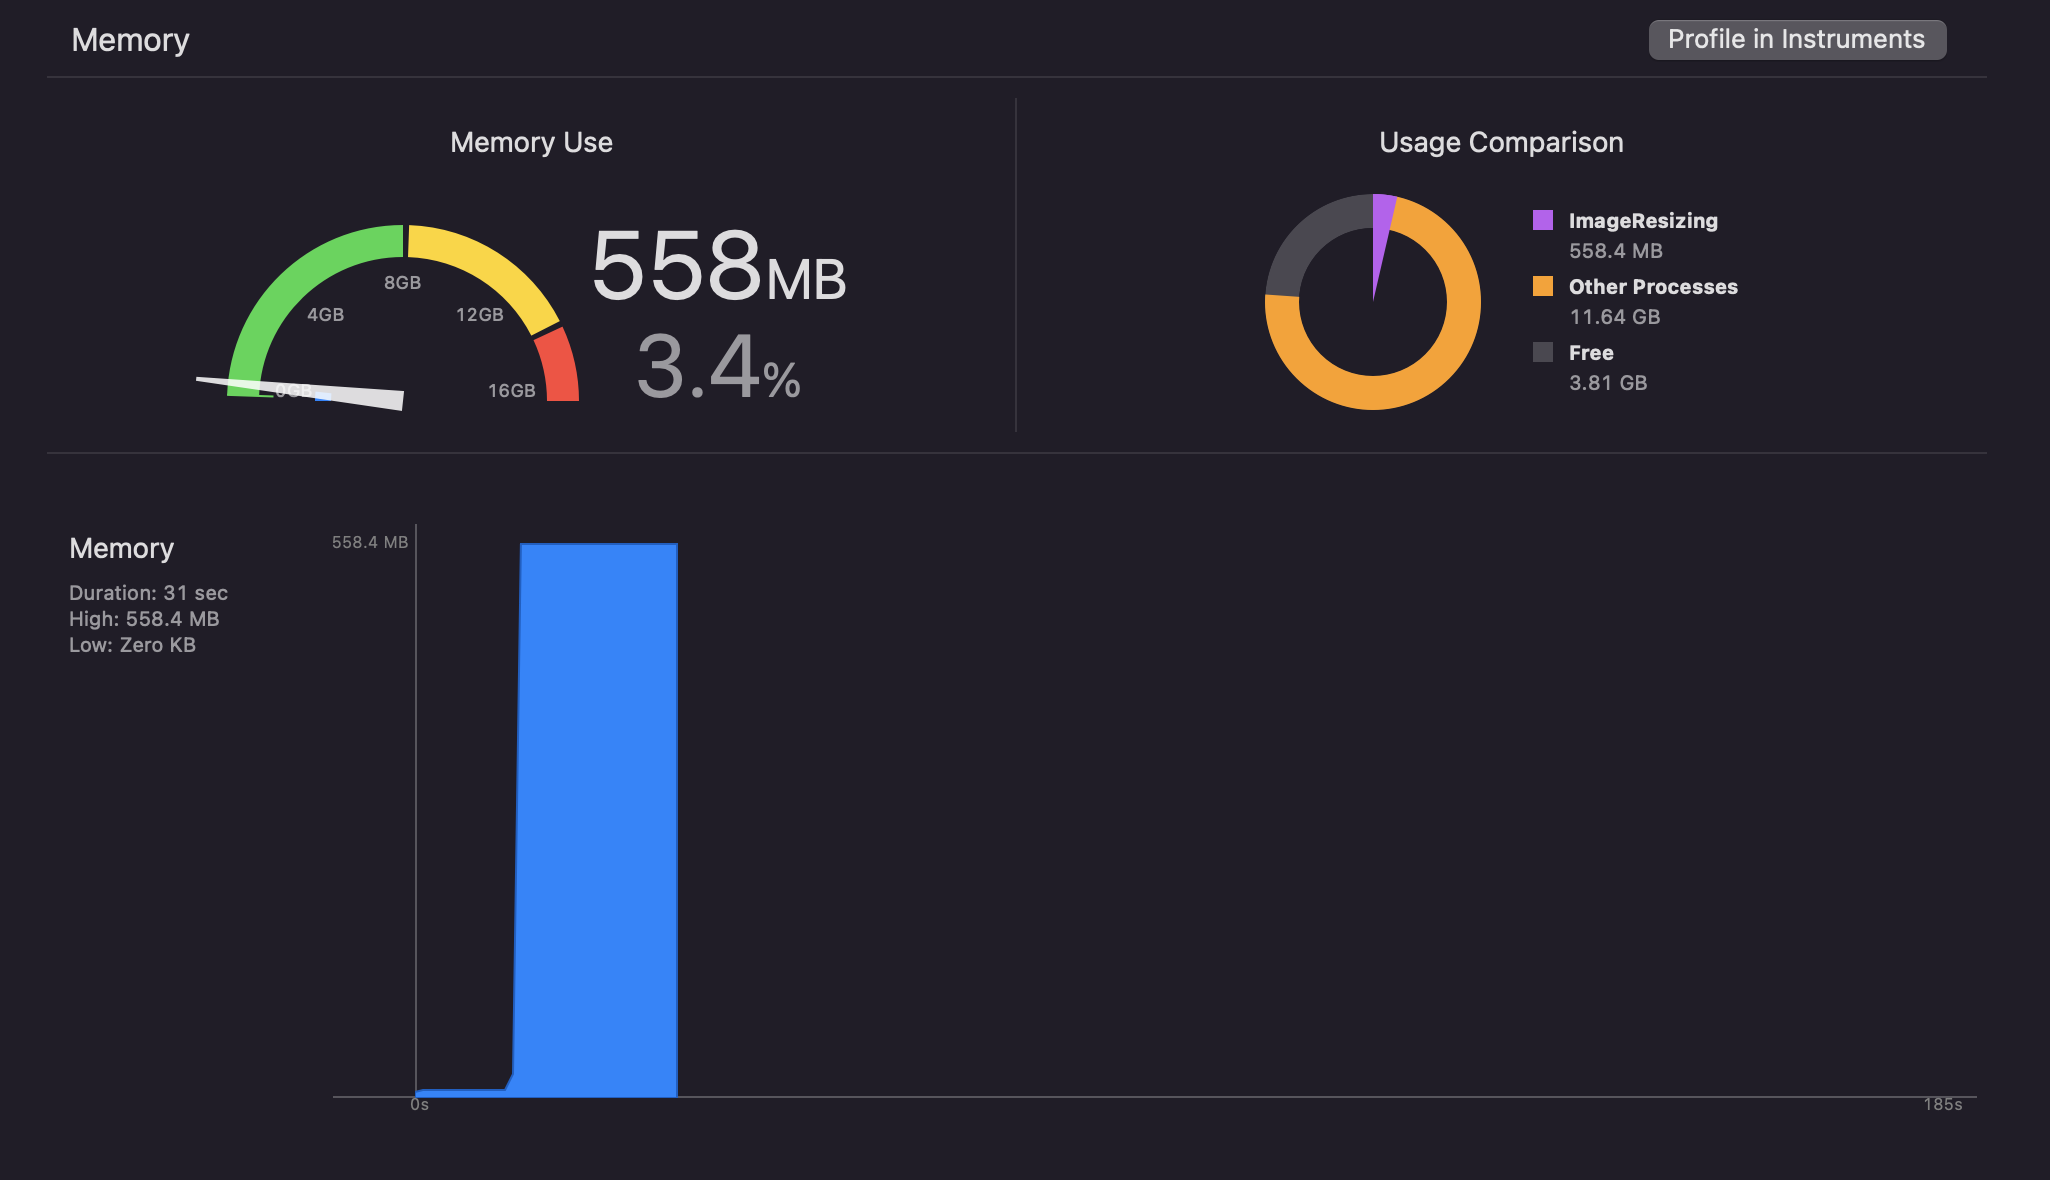 Memory
Profile in Instruments
Memory Use
0GB
4GB
8GB
12GB
16GB
558MB
3.4%
Usage Comparison
ImageResizing
558.4 MB
Other Processes
11.64 GB
Free
3.81 GB
Memory
Duration: 31 sec
High: 558.4 MB
Low: Zero KB
558.4 MB
0s
185s